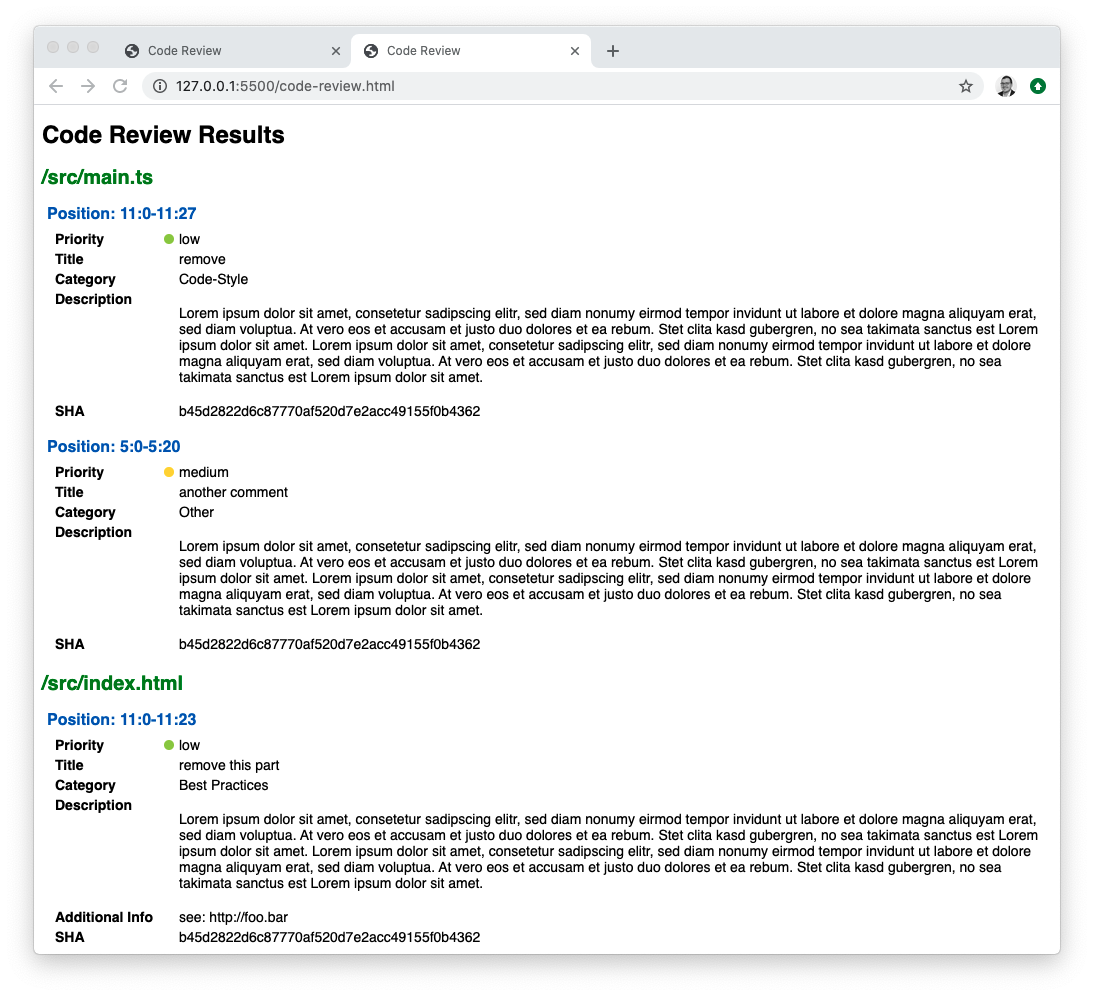 Code Review
Code Review
127.0.0.1:5500/code-review.html
Code Review Results
/src/main.ts
Position: 11:0-11:27
Priority low
Title remove
Category Code-Style
Description
Lorem ipsum dolor sit amet, consetetur sadipscing elitr, sed diam nonumy eirmod tempor invidunt ut labore et dolore magna aliquyam erat,
sed diam voluptua. At vero eos et accusam et justo duo dolores et ea rebum. Stet clita kasd gubergren, no sea takimata sanctus est Lorem
ipsum dolor sit amet. Lorem ipsum dolor sit amet, consetetur sadipscing elitr, sed diam nonumy eirmod tempor invidunt ut labore et dolore
magna aliquyam erat, sed diam voluptua. At vero eos et accusam et justo duo dolores et ea rebum. Stet clita kasd gubergren, no sea
takimata sanctus est Lorem ipsum dolor sit amet.
SHA b45d2822d6c87770af520d7e2acc49155f0b4362
Position: 5:0-5:20
Priority medium
Title another comment
Category Other
Description
Lorem ipsum dolor sit amet, consetetur sadipscing elitr, sed diam nonumy eirmod tempor invidunt ut labore et dolore magna aliquyam erat,
sed diam voluptua. At vero eos et accusam et justo duo dolores et ea rebum. Stet clita kasd gubergren, no sea takimata sanctus est Lorem
ipsum dolor sit amet. Lorem ipsum dolor sit amet, consetetur sadipscing elitr, sed diam nonumy eirmod tempor invidunt ut labore et dolore
magna aliquyam erat, sed diam voluptua. At vero eos et accusam et justo duo dolores et ea rebum. Stet clita kasd gubergren, no sea
takimata sanctus est Lorem ipsum dolor sit amet.
SHA b45d2822d6c87770af520d7e2acc49155f0b4362
/src/index.html
Position: 11:0-11:23
Priority low
Title remove this part
Category Best Practices
Description
Lorem ipsum dolor sit amet, consetetur sadipscing elitr, sed diam nonumy eirmod tempor invidunt ut labore et dolore magna aliquyam erat,
sed diam voluptua. At vero eos et accusam et justo duo dolores et ea rebum. Stet clita kasd gubergren, no sea takimata sanctus est Lorem
ipsum dolor sit amet. Lorem ipsum dolor sit amet, consetetur sadipscing elitr, sed diam nonumy eirmod tempor invidunt ut labore et dolore
magna aliquyam erat, sed diam voluptua. At vero eos et accusam et justo duo dolores et ea rebum. Stet clita kasd gubergren, no sea
takimata sanctus est Lorem ipsum dolor sit amet.
Additional Info see: http://foo.bar
SHA b45d2822d6c87770af520d7e2acc49155f0b4362